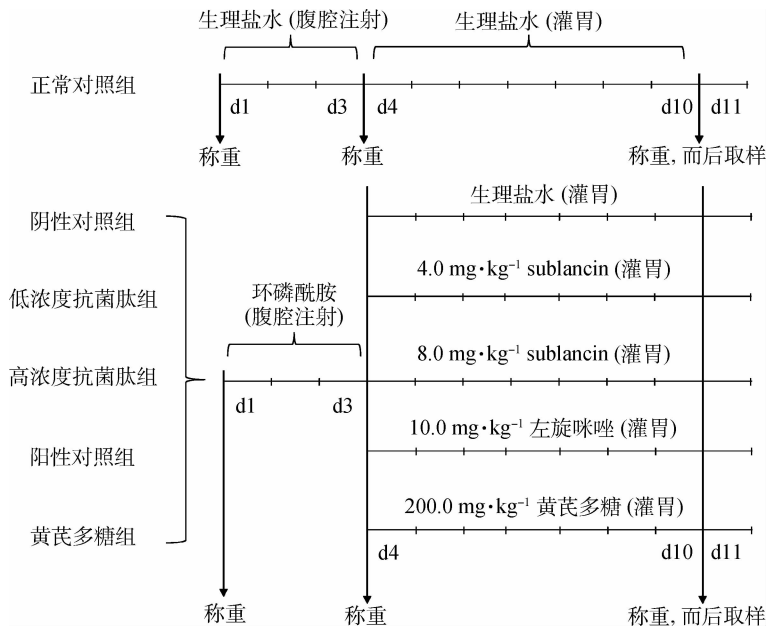 生理盐水 (腹腔注射)
生理盐水 (灌胃)
正常对照组
d1
d3
d4
d10
d11
称重
称重
称重, 而后取样
阴性对照组
生理盐水 (灌胃)
低浓度抗菌肽组
4.0 mg·kg⁻¹ sublancin (灌胃)
环磷酰胺
(腹腔注射)
高浓度抗菌肽组
8.0 mg·kg⁻¹ sublancin (灌胃)
d1
d3
阳性对照组
10.0 mg·kg⁻¹ 左旋咪唑 (灌胃)
黄芪多糖组
200.0 mg·kg⁻¹ 黄芪多糖 (灌胃)
d4
d10
d11
称重
称重
称重, 而后取样